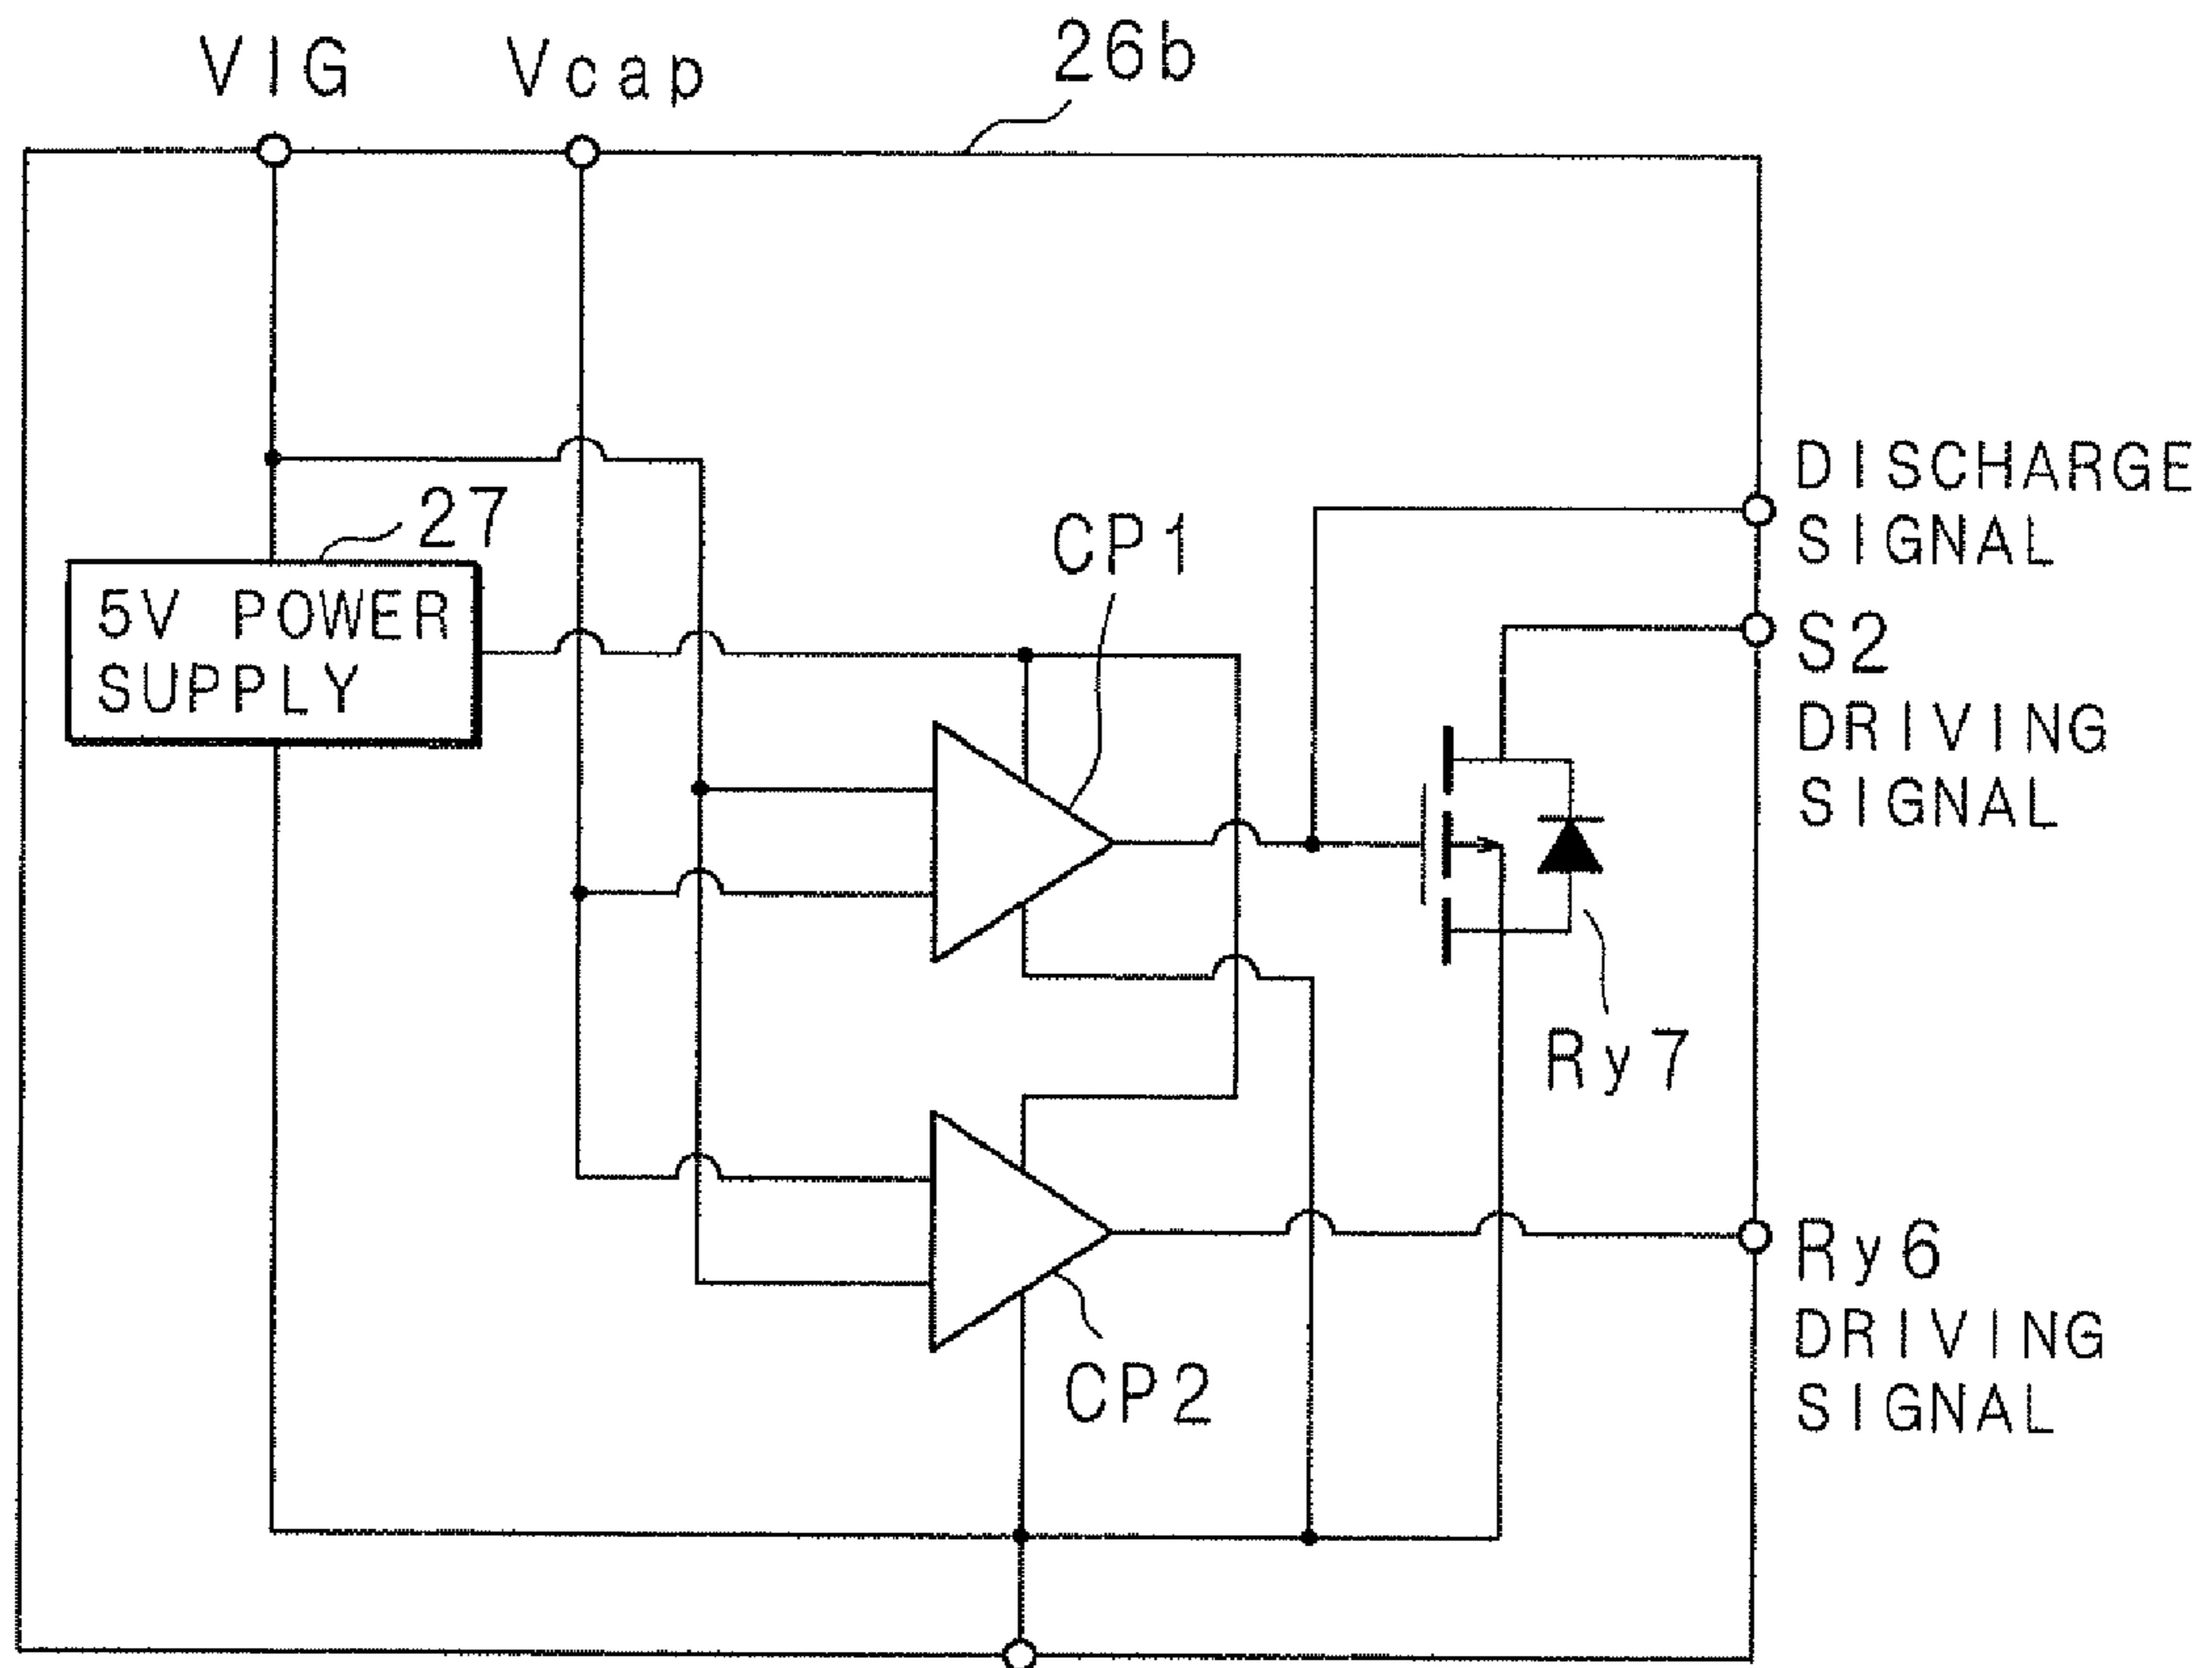 VIG
Vcap
26b
DISCHARGE
SIGNAL
27
CP1
5V POWER
SUPPLY
S2
DRIVING
SIGNAL
Ry7
Ry6
DRIVING
SIGNAL
CP2